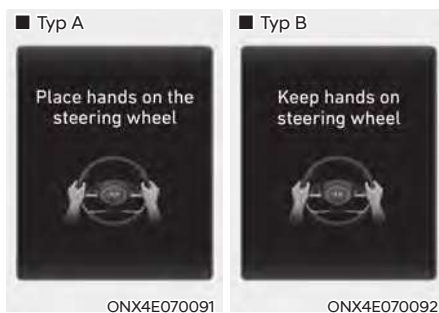 ■ Typ A
Place hands on the
steering wheel
ONX4E070091
■ Typ B
Keep hands on
steering wheel
ONX4E070092